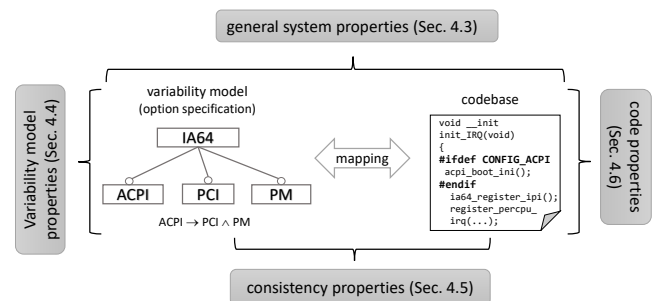 general system properties (Sec. 4.3)
Variability model
properties (Sec. 4.4)
variability model
(option specification)
IA64
ACPI PCI PM
ACPI → PCI ∧ PM
mapping
codebase
void __init
init_IRQ(void)
{
#ifdef CONFIG_ACPI
acpi_boot_ini();
#endif
ia64_register_ipi();
register_percpu_
irq(...);
code properties
(Sec. 4.6)
consistency properties (Sec. 4.5)